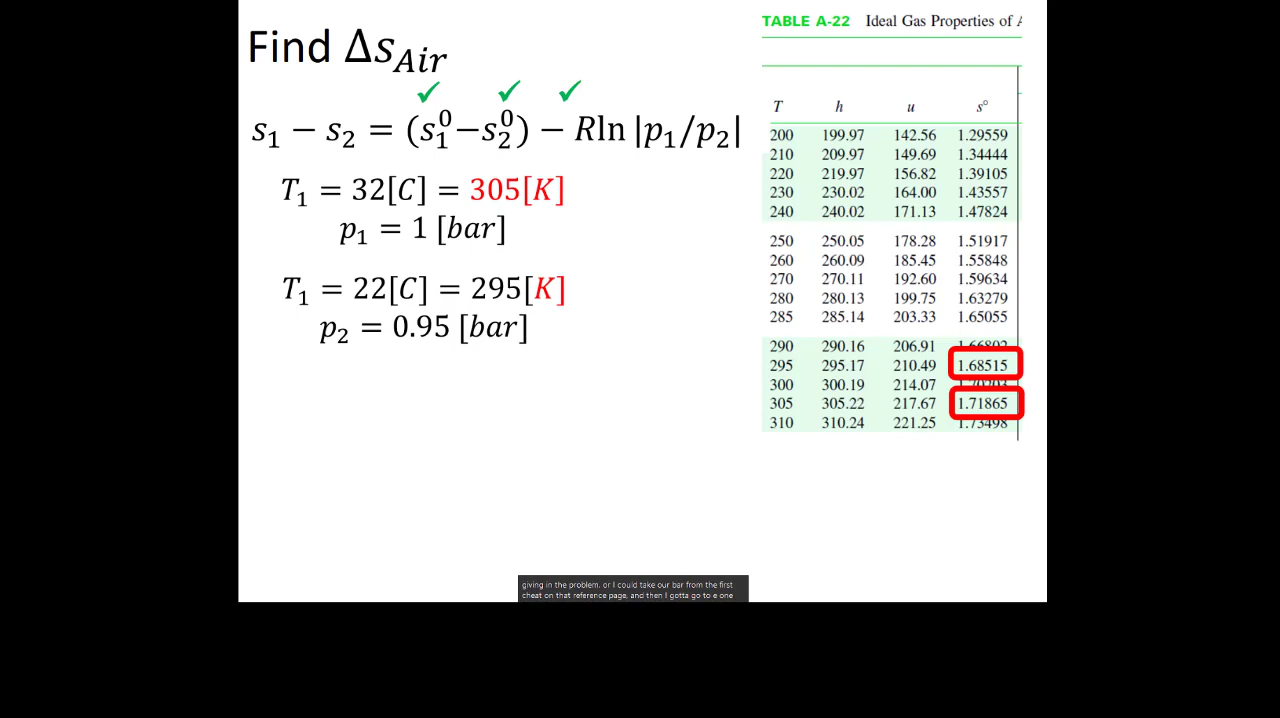 Find Δs_Air
s₁ − s₂ = (s₁⁰−s₂⁰) − Rln |p₁/p₂|
T₁ = 32[C] = 305[K]
p₁ = 1 [bar]
T₁ = 22[C] = 295[K]
p₂ = 0.95 [bar]
TABLE A-22 Ideal Gas Properties of
T h u s°
200 199.97 142.56 1.29559
210 209.97 149.69 1.34444
220 219.97 156.82 1.39105
230 230.02 164.00 1.43557
240 240.02 171.13 1.47824
250 250.05 178.28 1.51917
260 260.09 185.45 1.55848
270 270.11 192.60 1.59634
280 280.13 199.75 1.63279
285 285.14 203.33 1.65055
290 290.16 206.91 1.66802
295 295.17 210.49 1.68515
300 300.19 214.07 1.70203
305 305.22 217.67 1.71865
310 310.24 221.25 1.73498
giving in the problem. or I could take our bar from the first
cheat on that reference page, and then I gotta go to e one